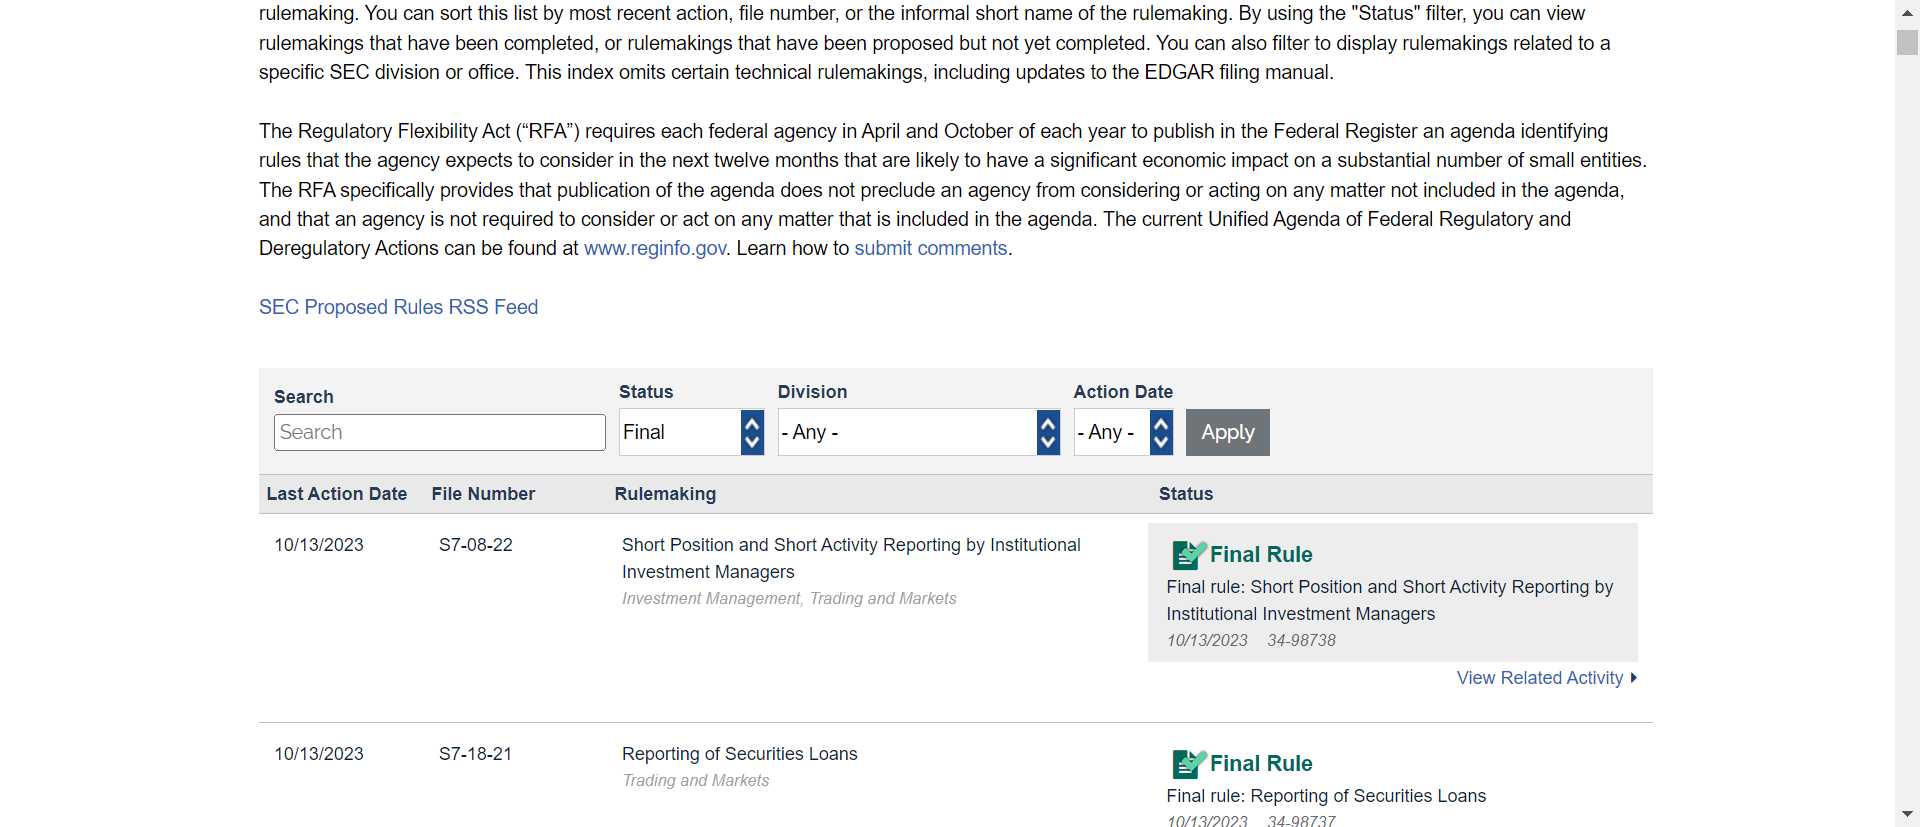 rulemaking. You can sort this list by most recent action, file number, or the informal short name of the rulemaking. By using the "Status" filter, you can view
rulemakings that have been completed, or rulemakings that have been proposed but not yet completed. You can also filter to display rulemakings related to a
specific SEC division or office. This index omits certain technical rulemakings, including updates to the EDGAR filing manual.
The Regulatory Flexibility Act (“RFA”) requires each federal agency in April and October of each year to publish in the Federal Register an agenda identifying
rules that the agency expects to consider in the next twelve months that are likely to have a significant economic impact on a substantial number of small entities.
The RFA specifically provides that publication of the agenda does not preclude an agency from considering or acting on any matter not included in the agenda,
and that an agency is not required to consider or act on any matter that is included in the agenda. The current Unified Agenda of Federal Regulatory and
Deregulatory Actions can be found at www.reginfo.gov. Learn how to submit comments.
SEC Proposed Rules RSS Feed
Search Status Division Action Date
Search Final - Any - - Any - Apply
Last Action Date File Number Rulemaking Status
10/13/2023 S7-08-22 Short Position and Short Activity Reporting by Institutional
Investment Managers
Investment Management, Trading and Markets
Final Rule
Final rule: Short Position and Short Activity Reporting by
Institutional Investment Managers
10/13/2023 34-98738
View Related Activity
10/13/2023 S7-18-21 Reporting of Securities Loans
Trading and Markets
Final Rule
Final rule: Reporting of Securities Loans
10/13/2023 34-98737